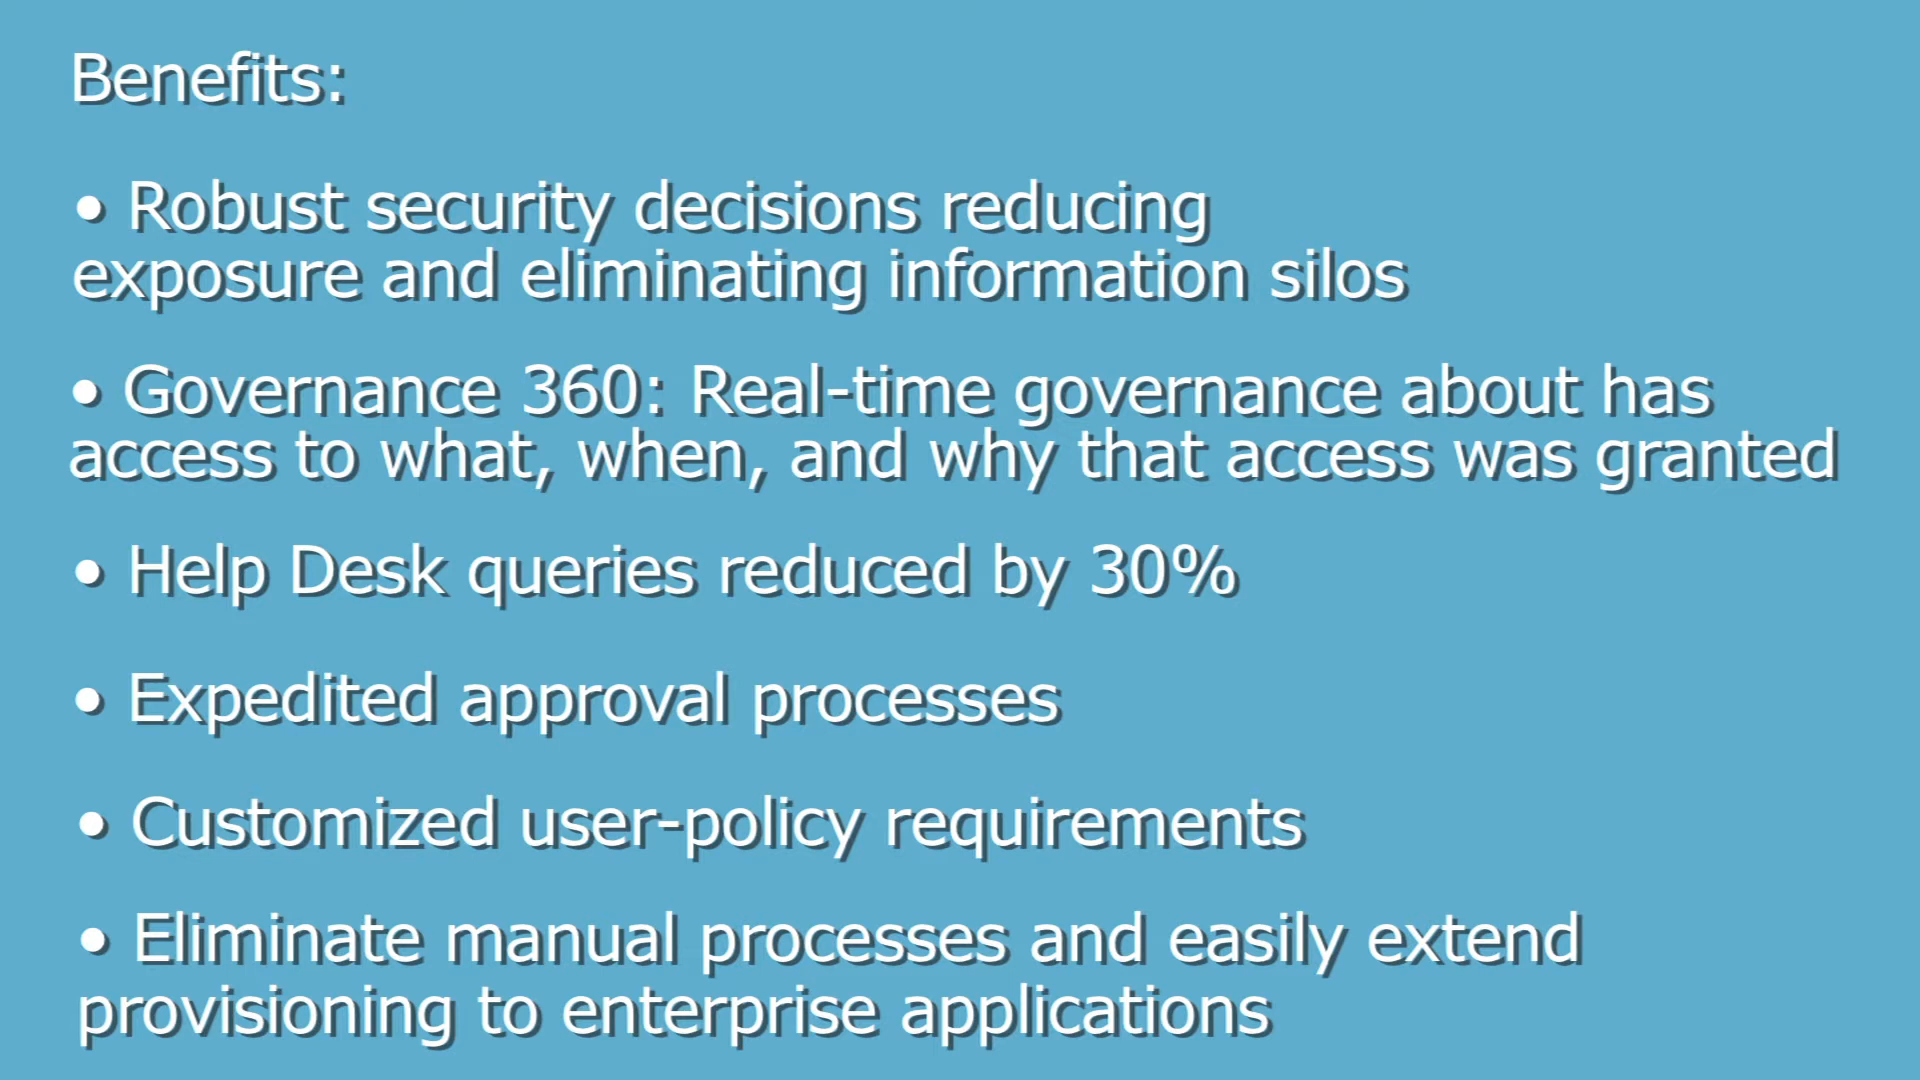 Benefits:
• Robust security decisions reducing
exposure and eliminating information silos
• Governance 360: Real-time governance about has
access to what, when, and why that access was granted
• Help Desk queries reduced by 30%
• Expedited approval processes
• Customized user-policy requirements
• Eliminate manual processes and easily extend
provisioning to enterprise applications